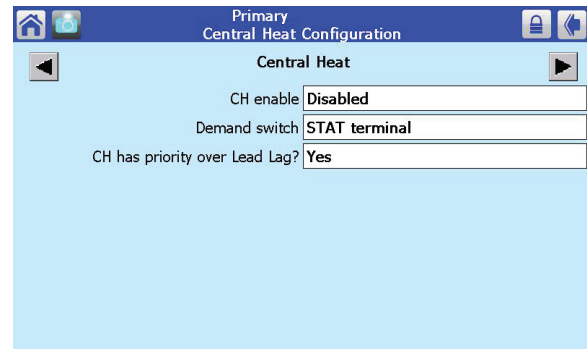 Primary
Central Heat Configuration
Central Heat
CH enable Disabled
Demand switch STAT terminal
CH has priority over Lead Lag? Yes